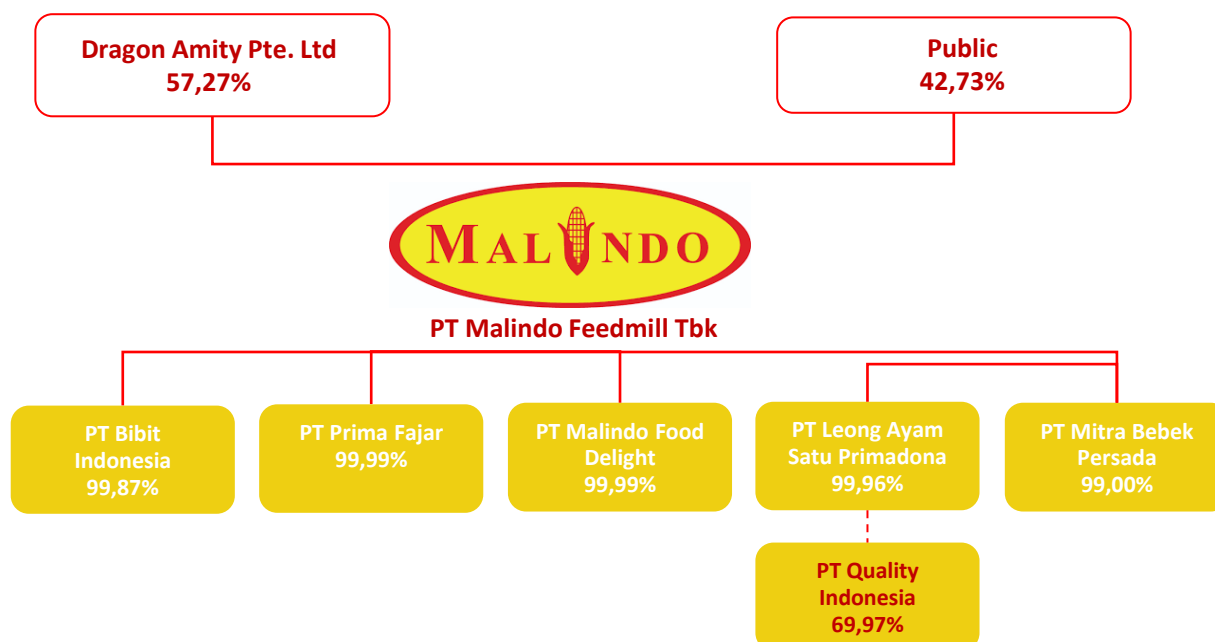 Dragon Amity Pte. Ltd
57,27%
Public
42,73%
MALINDO
PT Malindo Feedmill Tbk
PT Bibit
Indonesia
99,87%
PT Prima Fajar
99,99%
PT Malindo Food
Delight
99,99%
PT Leong Ayam
Satu Primadona
99,96%
PT Mitra Bebek
Persada
99,00%
PT Quality
Indonesia
69,97%